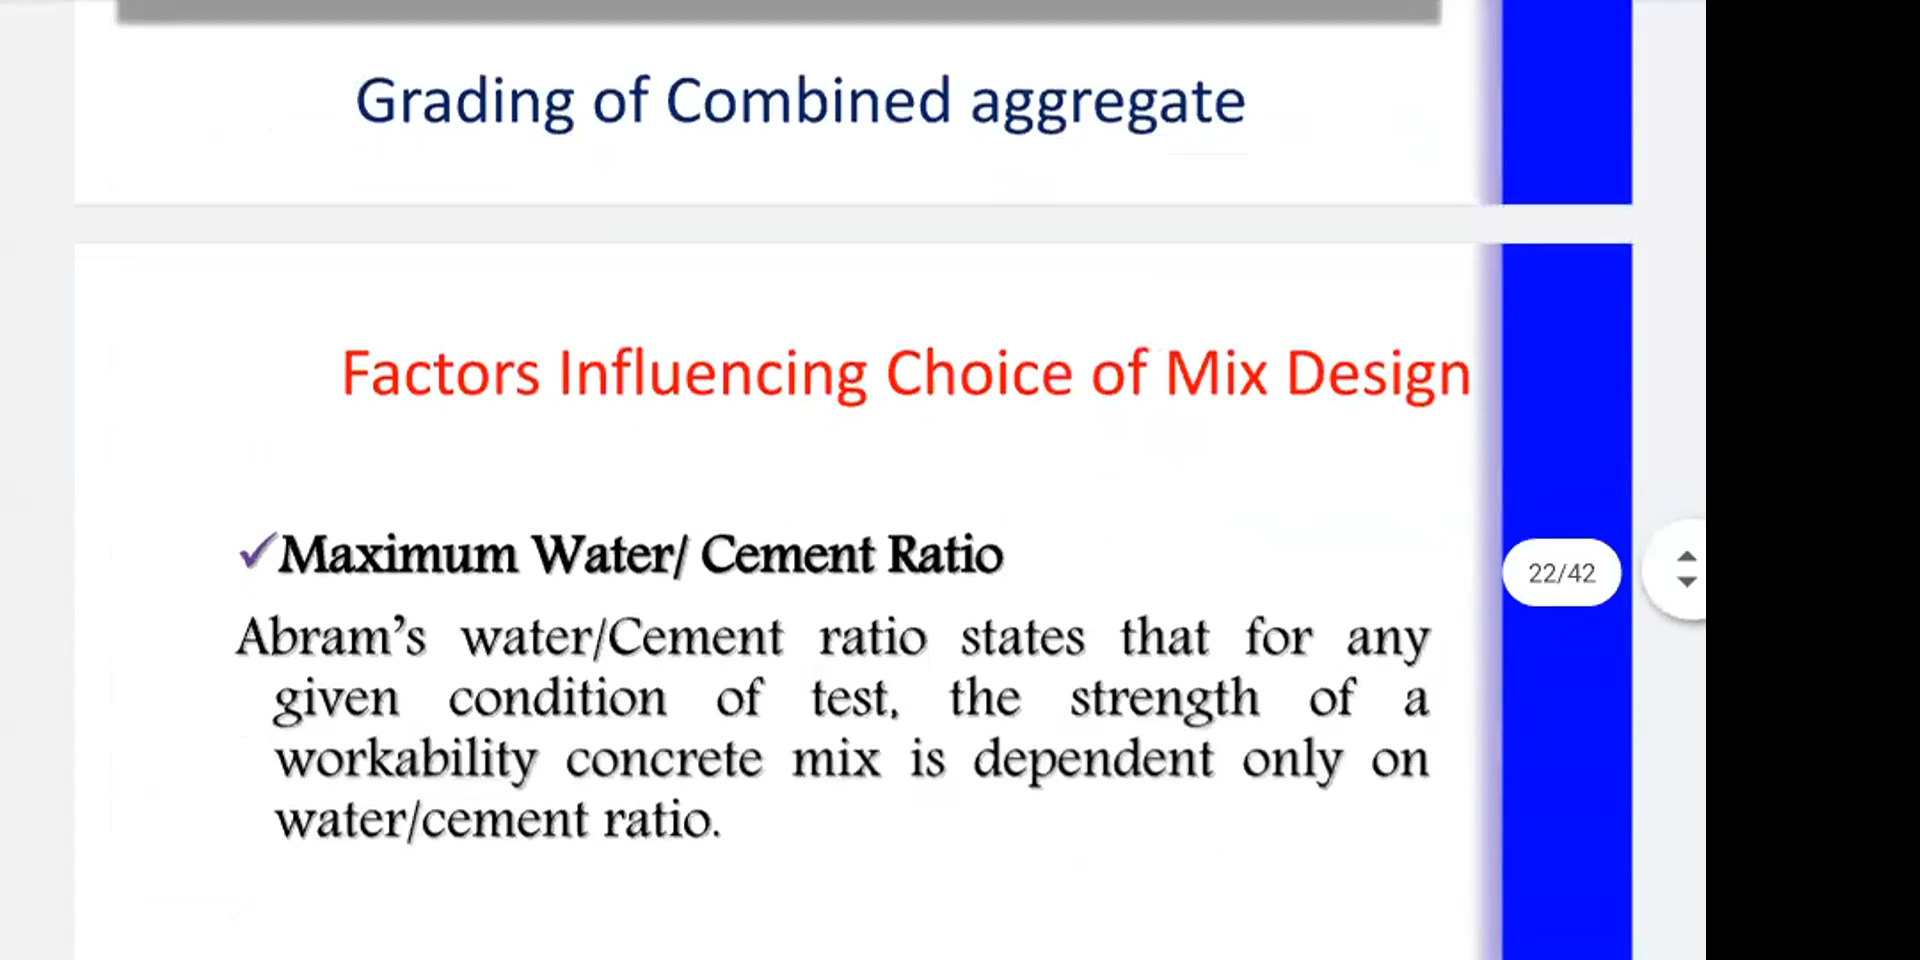 Grading of Combined aggregate
Factors Influencing Choice of Mix Design
✓Maximum Water/ Cement Ratio
Abram's water/Cement ratio states that for any
given condition of test, the strength of a
workability concrete mix is dependent only on
water/cement ratio.
22/42